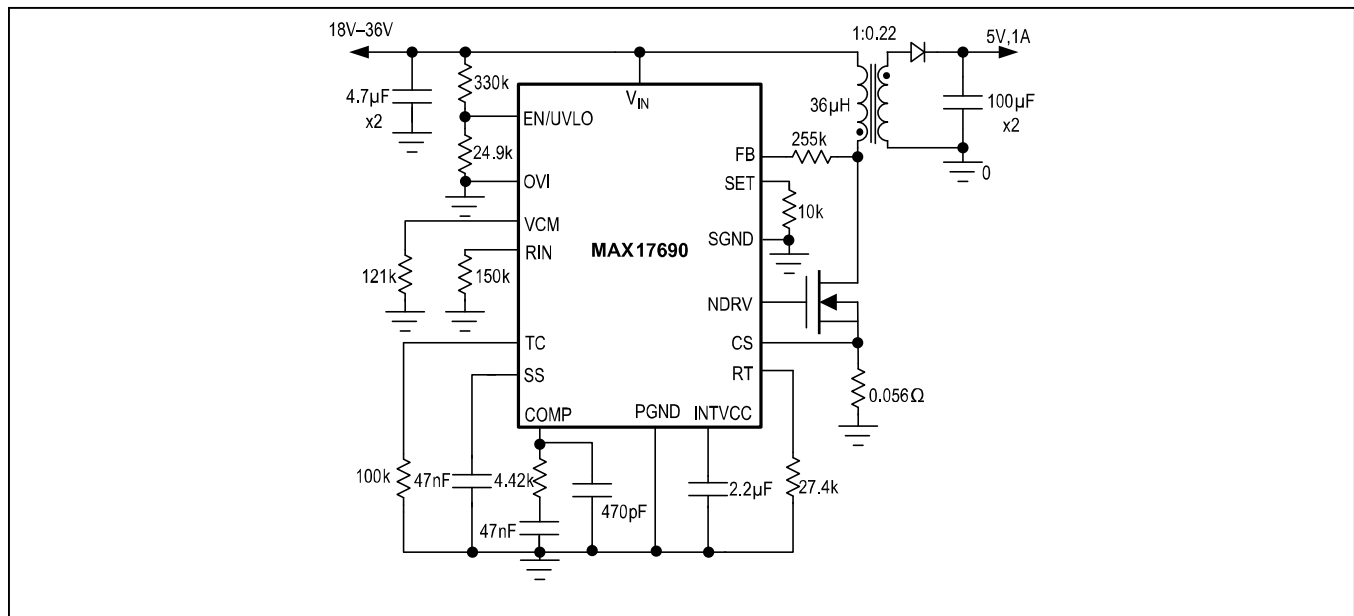 18V–36V
1:0.22
5V,1A
4.7µF
x2
330k
EN/UVLO
24.9k
OVI
VIN
36µH
100µF
x2
0
FB
255k
SET
10k
SGND
VCM
RIN
121k
150k
MAX17690
NDRV
CS
RT
0.056Ω
TC
SS
COMP
PGND
INTVCC
100k
47nF
4.42k
47nF
470pF
2.2µF
27.4k